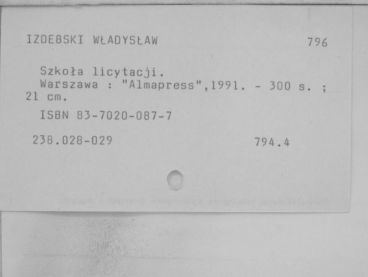 IZDEBSKI WŁADYSŁAW 796
Szkoła licytacji.
Warszawa : "Almapress",1991. - 300 s. ;
21 cm.
ISBN 83-7020-087-7
238.028-029 794.4